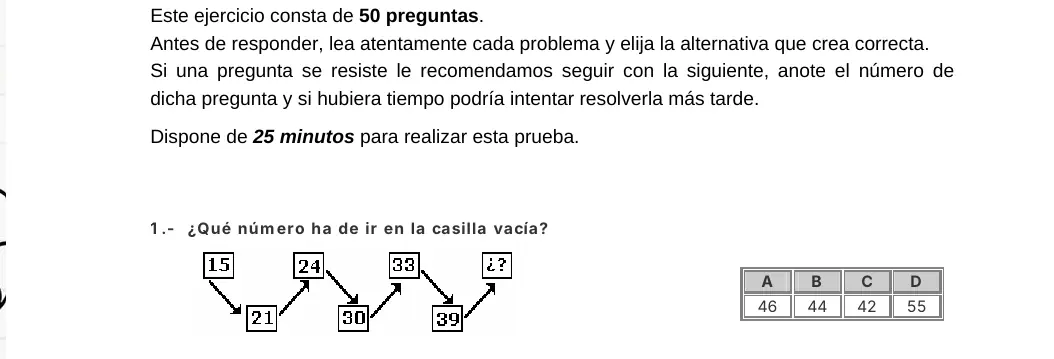 Este ejercicio consta de 50 preguntas.
Antes de responder, lea atentamente cada problema y elija la alternativa que crea correcta.
Si una pregunta se resiste le recomendamos seguir con la siguiente, anote el número de
dicha pregunta y si hubiera tiempo podría intentar resolverla más tarde.
Dispone de 25 minutos para realizar esta prueba.
1.- ¿Qué número ha de ir en la casilla vacía?
15 24 33 ¿?
21 30 39
A B C D
46 44 42 55